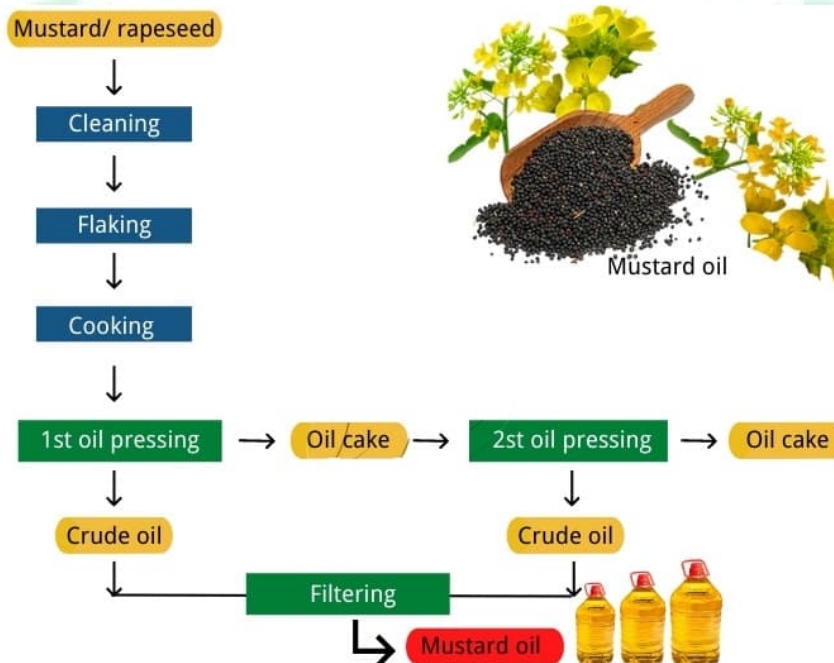 Mustard/ rapeseed
Cleaning
Flaking
Cooking
Mustard oil
1st oil pressing
Oil cake
2st oil pressing
Oil cake
Crude oil
Crude oil
Filtering
Mustard oil